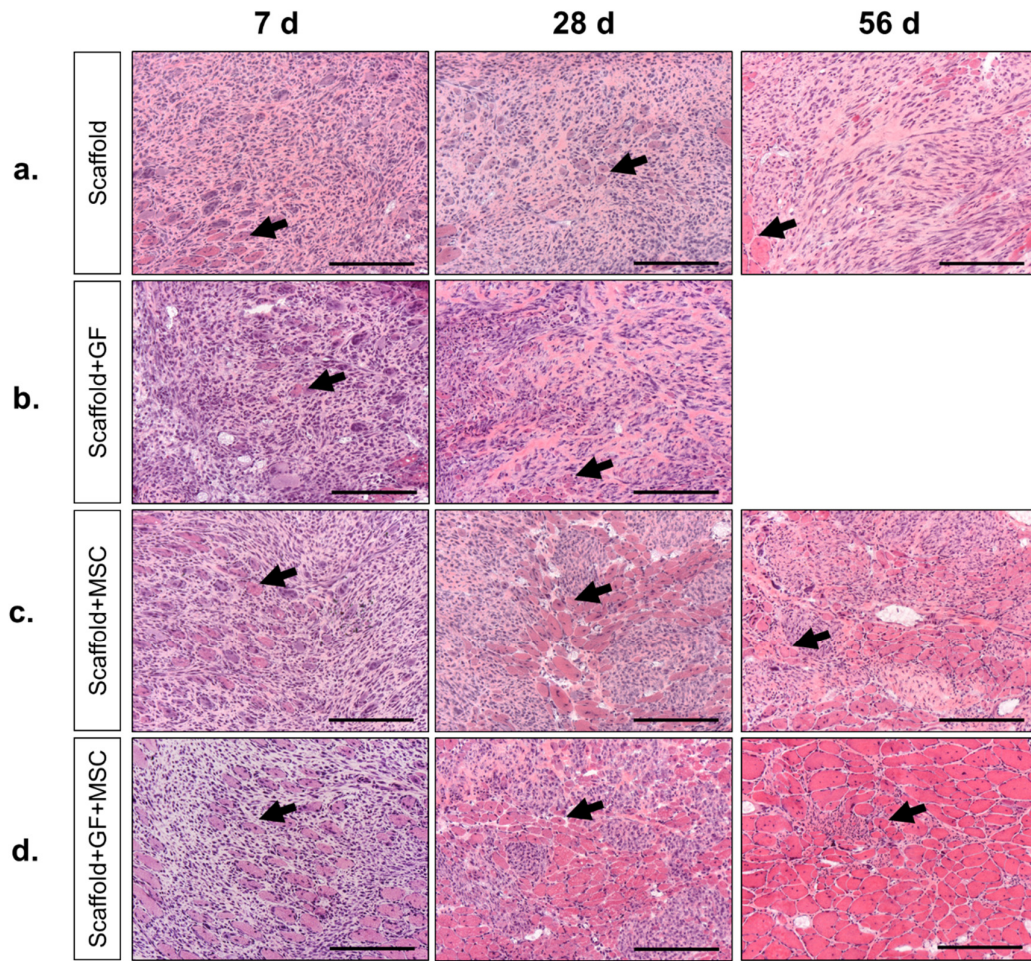 7 d 28 d 56 d
a. Scaffold
b. Scaffold+GF
c. Scaffold+MSC
d. Scaffold+GF+MSC